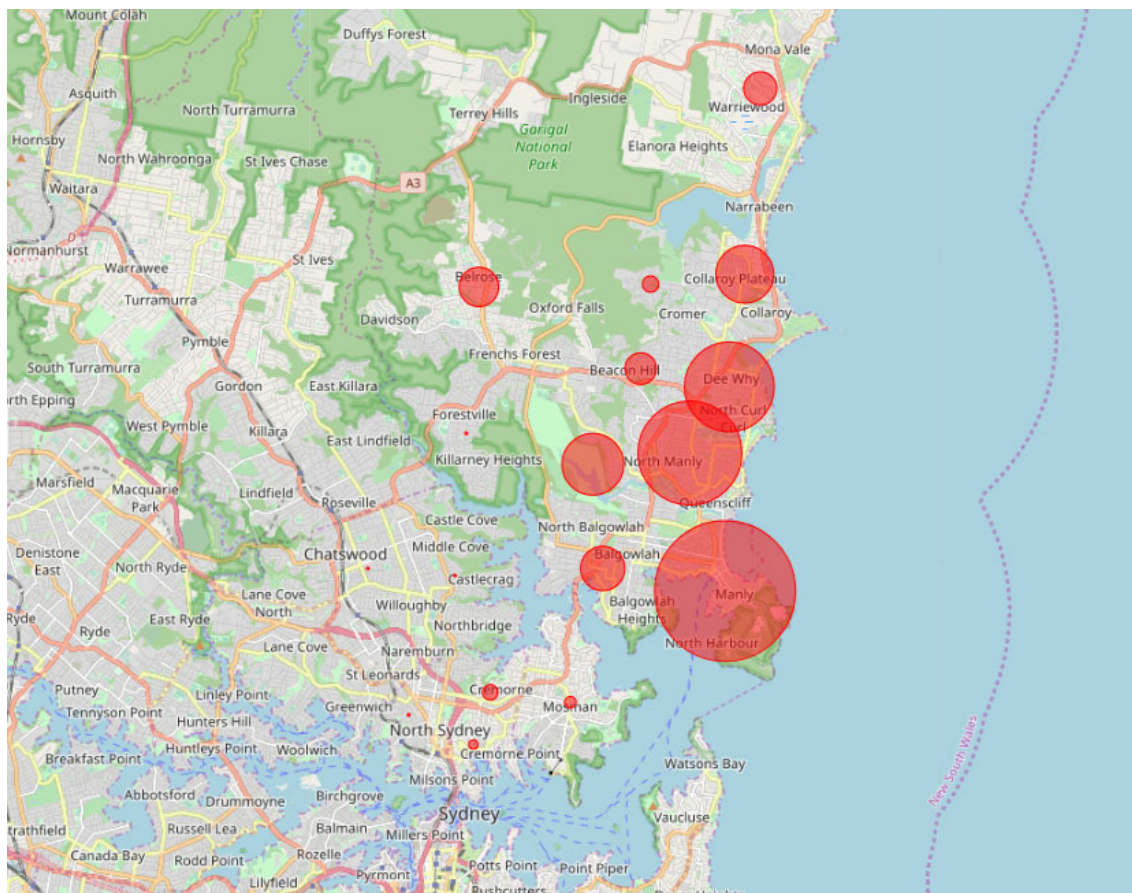 Mount Colah
Duffys Forest
Mona Vale
Asquith
Ingleside
Warriewood
North Turramurra
Terrey Hills
Garigal
National
Park
Hornsby
Elanora Heights
North Wahroonga
St Ives Chase
A3
Waitara
Narrabeen
D
Normanhurst
St Ives
Warrawee
Belrose
Collaroy Plateau
Turramurra
Oxford Falls
Cromer
Collaroy
Davidson
Pymble
Frenchs Forest
South Turramurra
Beacon Hill
Dee Why
Gordon
East Killara
orth Epping
North Curl
Curl
Forestville
West Pymble
Killara
East Lindfield
Killarney Heights
North Manly
Marsfield
Macquarie
Park
Lindfield
Roseville
Queenscliff
Castle Cove
North Balgowlah
Denistone
East
Chatswood
Middle Cove
Balgowlah
North Ryde
Castlecrag
Lane Cove
North
Willoughby
Manly
Balgowlah
Heights
Ryde
East Ryde
Northbridge
Ryde
Lane Cove
Naremburn
North Harbour
St Leonards
Putney
Linley Point
Cremorne
Mosman
Tennyson Point
Hunters Hill
Greenwich
North Sydney
Huntleys Point
Woolwich
Cremorne Point
Breakfast Point
Milsons Point
Watsons Bay
Abbotsford
Drummoyne
Birchgrove
Sydney
Vaucluse
New South Wales
trathfield
Russell Lea
Balmain
Millers Point
Canada Bay
Rodd Point
Rozelle
Potts Point
Point Piper
Lilyfield
Pyrmont
Rushcutters